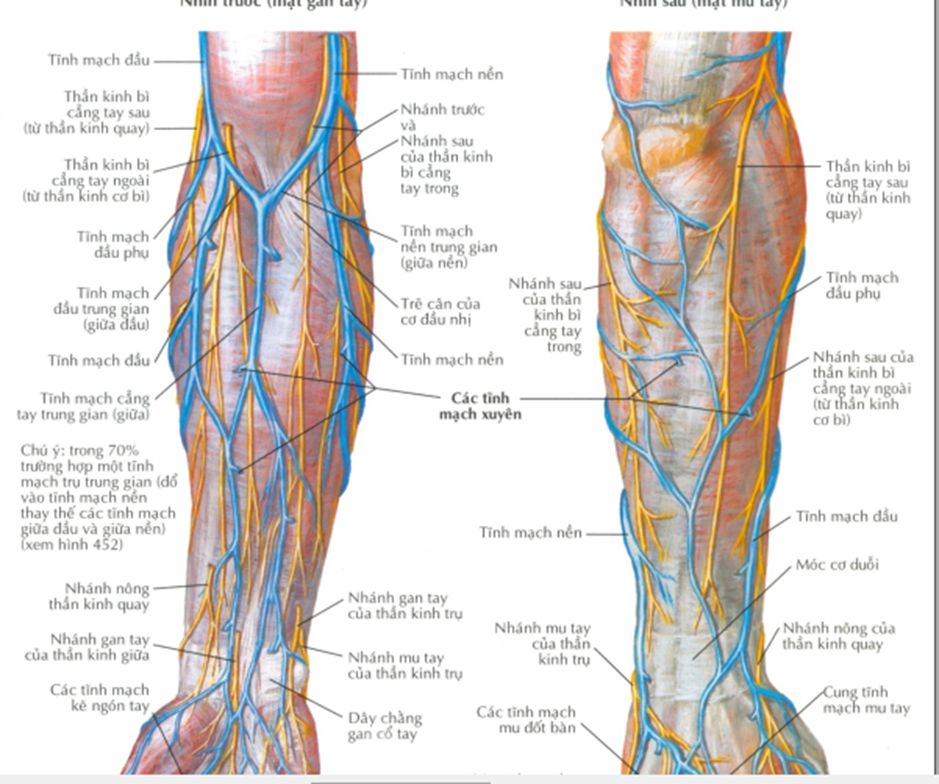 Nhìn trước (mặt gan tay)
Nhìn sau (mặt mu tay)
Tĩnh mạch đầu
Thần kinh bì
cẳng tay sau
(từ thần kinh quay)
Thần kinh bì
cẳng tay ngoài
(từ thần kinh cơ bì)
Tĩnh mạch
đầu phụ
Tĩnh mạch
đầu trung gian
(giữa đầu)
Tĩnh mạch đầu
Tĩnh mạch cẳng
tay trung gian (giữa)
Chú ý: trong 70%
trường hợp một tĩnh
mạch trụ trung gian (đổ
vào tĩnh mạch nền
thay thế các tĩnh mạch
giữa đầu và giữa nền)
(xem hình 452)
Nhánh nông
thần kinh quay
Nhánh gan tay
của thần kinh giữa
Các tĩnh mạch
kẽ ngón tay
Tĩnh mạch nền
Nhánh trước
và
Nhánh sau
của thần kinh
bì cẳng
tay trong
Tĩnh mạch
nền trung gian
(giữa nền)
Trẽ cân của
cơ đầu nhị
Tĩnh mạch nền
Các tĩnh
mạch xuyên
Nhánh gan tay
của thần kinh trụ
Nhánh mu tay
của thần kinh trụ
Dây chằng
gan cổ tay
Nhánh sau
của thần
kinh bì
cẳng tay
trong
Tĩnh mạch nền
Nhánh mu tay
của thần
kinh trụ
Các tĩnh mạch
mu đốt bàn
Thần kinh bì
cẳng tay sau
(từ thần kinh
quay)
Tĩnh mạch
đầu phụ
Nhánh sau của
thần kinh bì
cẳng tay ngoài
(từ thần kinh
cơ bì)
Tĩnh mạch đầu
Móc cơ duỗi
Nhánh nông của
thần kinh quay
Cung tĩnh
mạch mu tay